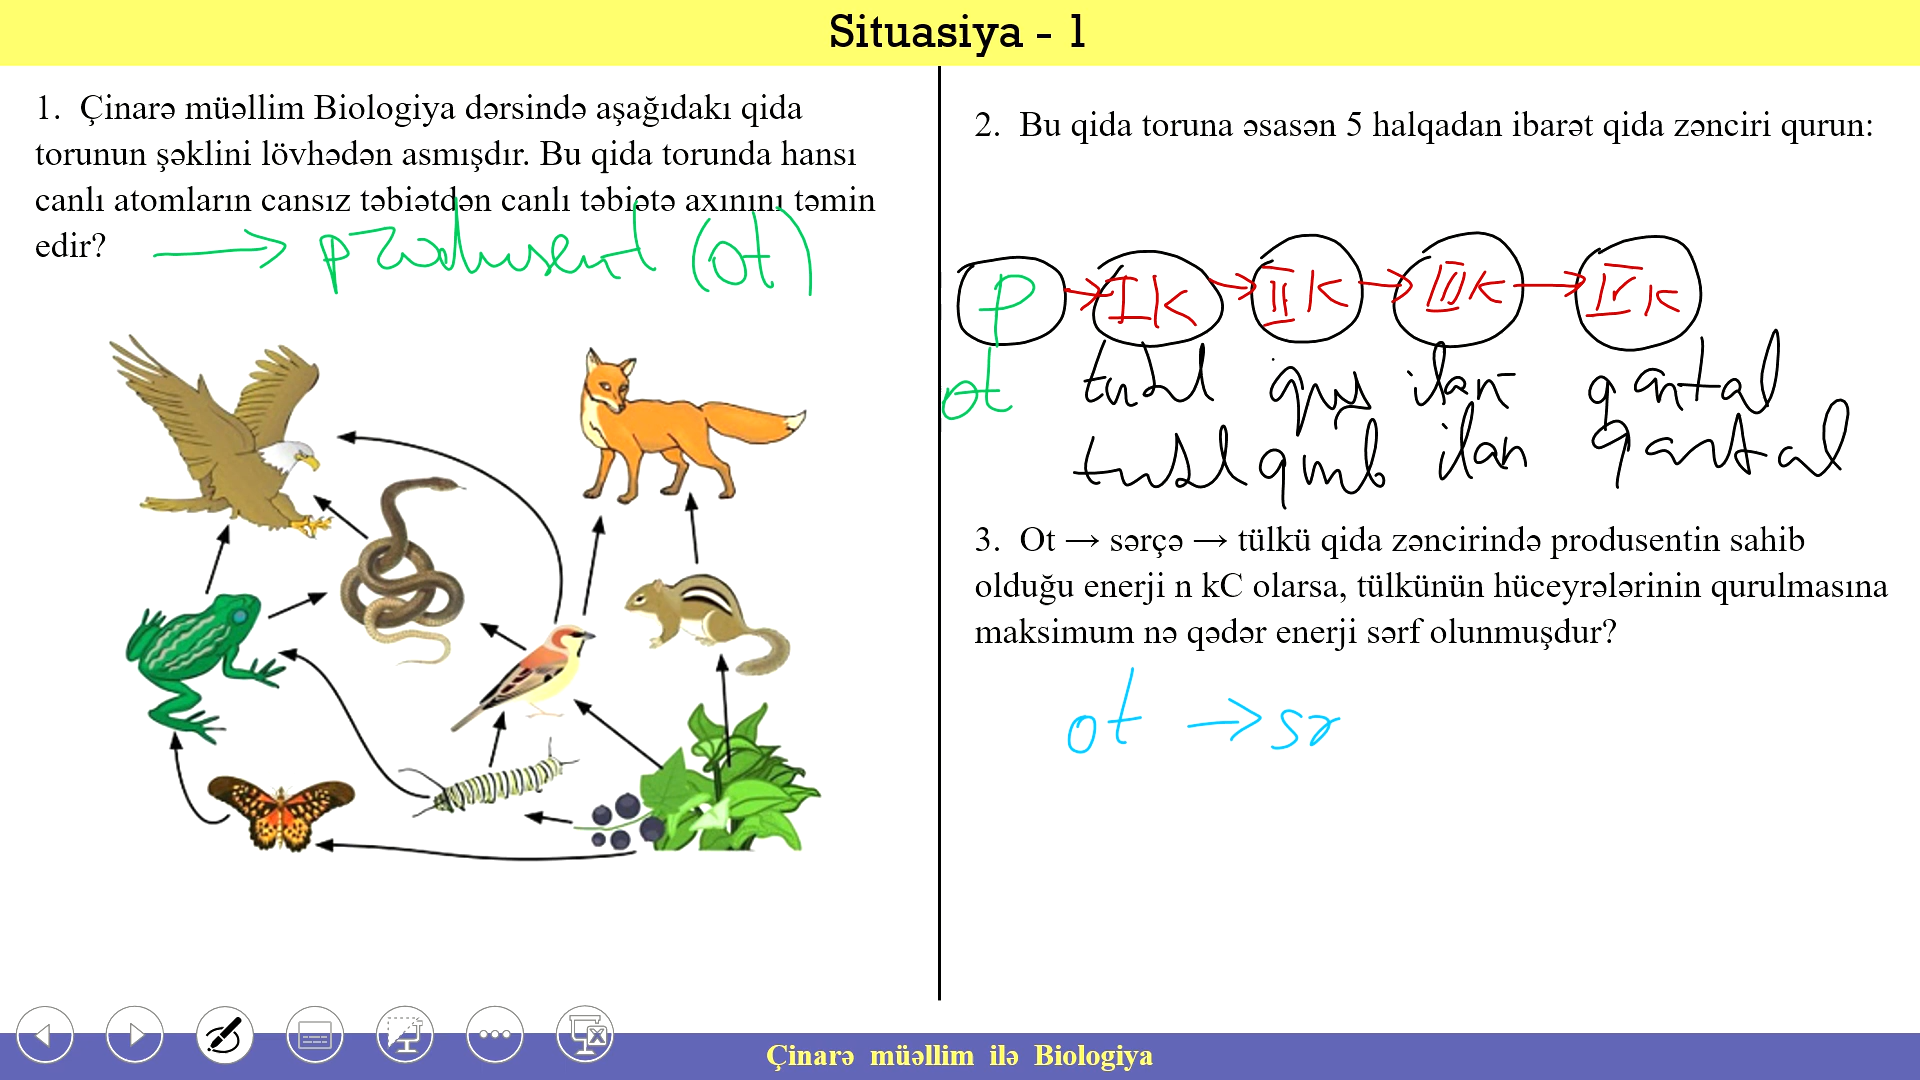 Situasiya - 1
1. Çinarə müəllim Biologiya dərsində aşağıdakı qida
torunun şəklini lövhədən asmışdır. Bu qida torunda hansı
canlı atomların cansız təbiətdən canlı təbiətə axınını təmin
edir? → produsent (ot)
2. Bu qida toruna əsasən 5 halqadan ibarət qida zənciri qurun:
P → I K → II K → III K → IV K
ot tırtıl quş ilan qartal
tırtıl qurb ilan qartal
3. Ot → sərçə → tülkü qida zəncirində produsentin sahib
olduğu enerji n kC olarsa, tülkünün hüceyrələrinin qurulmasına
maksimum nə qədər enerji sərf olunmuşdur?
ot → sər
Çinarə müəllim ilə Biologiya